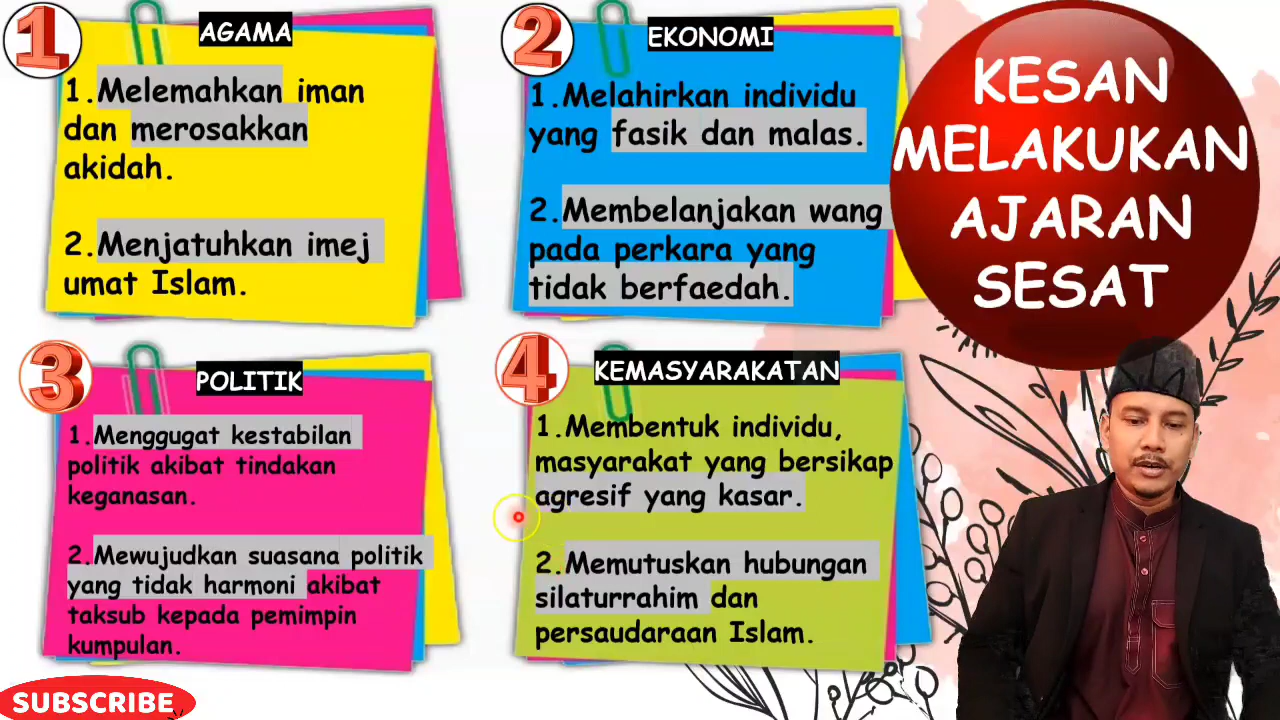 1
AGAMA
1.Melemahkan iman
dan merosakkan
akidah.
2.Menjatuhkan imej
umat Islam.
2
EKONOMI
1.Melahirkan individu
yang fasik dan malas.
2.Membelanjakan wang
pada perkara yang
tidak berfaedah.
KESAN
MELAKUKAN
AJARAN
SESAT
3
POLITIK
1.Menggugat kestabilan
politik akibat tindakan
keganasan.
2.Mewujudkan suasana politik
yang tidak harmoni akibat
taksub kepada pemimpin
kumpulan.
4
KEMASYARAKATAN
1.Membentuk individu,
masyarakat yang bersikap
agresif yang kasar.
2.Memutuskan hubungan
silaturrahim dan
persaudaraan Islam.
SUBSCRIBE